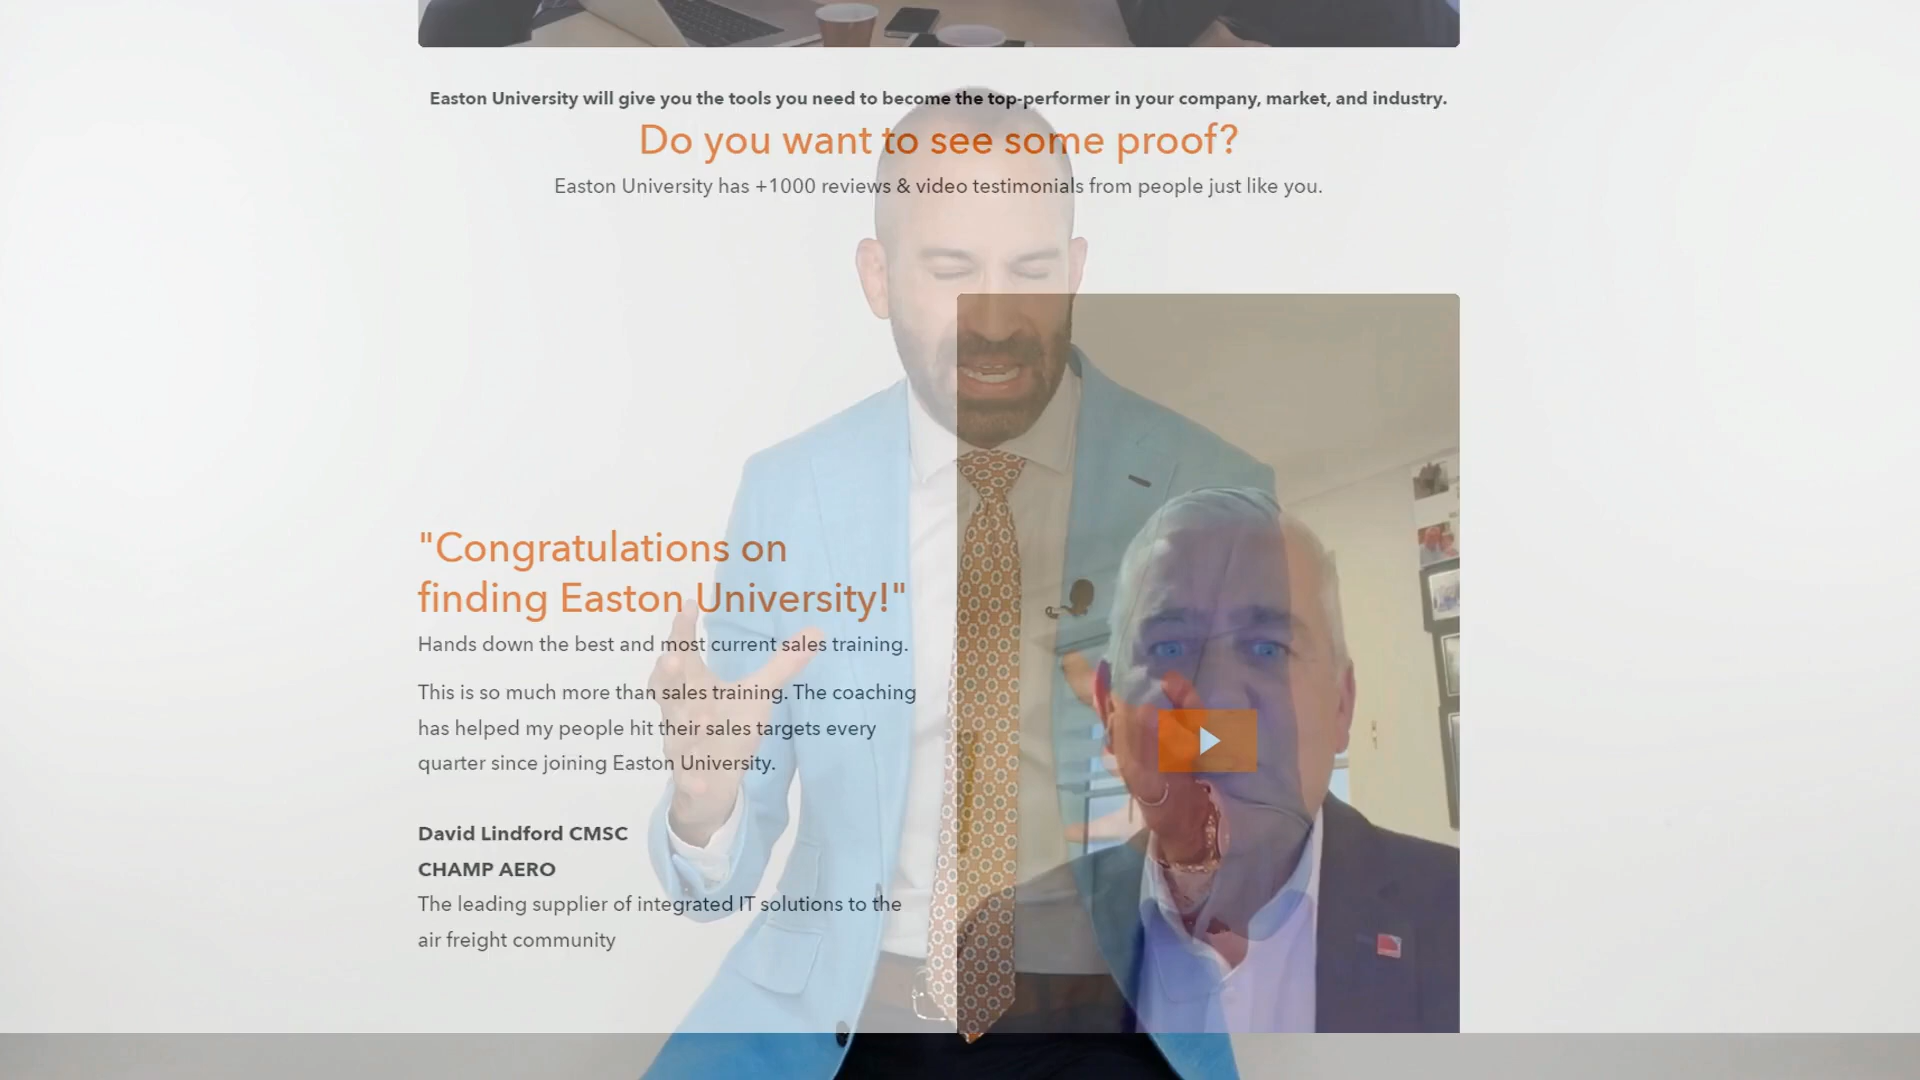 Easton University will give you the tools you need to become the top-performer in your company, market, and industry.
Do you want to see some proof?
Easton University has +1000 reviews & video testimonials from people just like you.
"Congratulations on
finding Easton University!"
Hands down the best and most current sales training.
This is so much more than sales training. The coaching
has helped my people hit their sales targets every
quarter since joining Easton University.
David Lindford CMSC
CHAMP AERO
The leading supplier of integrated IT solutions to the
air freight community